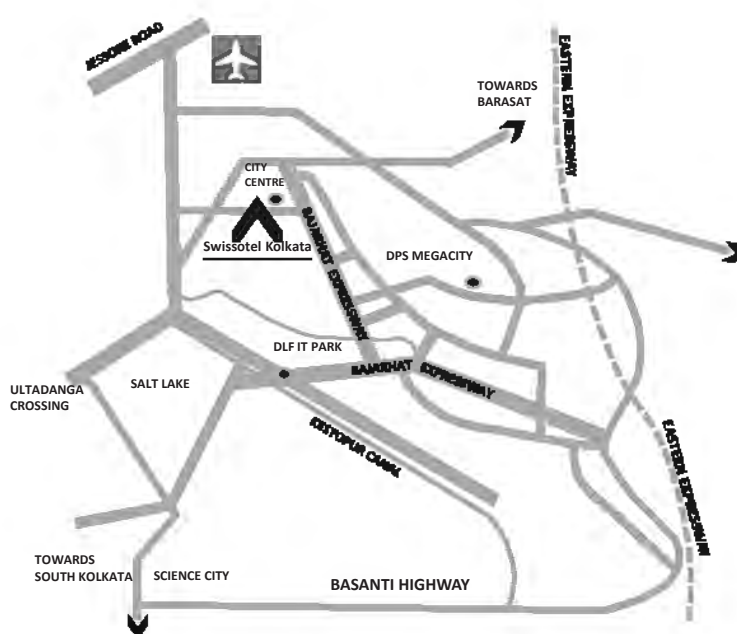 JESSORE ROAD
EASTERN EXPRESSWAY
TOWARDS
BARASAT
CITY
CENTRE
RAJARHAT EXPRESSWAY
Swissotel Kolkata
DPS MEGACITY
DLF IT PARK
RAJARHAT EXPRESSWAY
ULTADANGA
CROSSING
SALT LAKE
KESTOPUR CANAL
EASTERN EXPRESSWAY
TOWARDS
SOUTH KOLKATA
SCIENCE CITY
BASANTI HIGHWAY